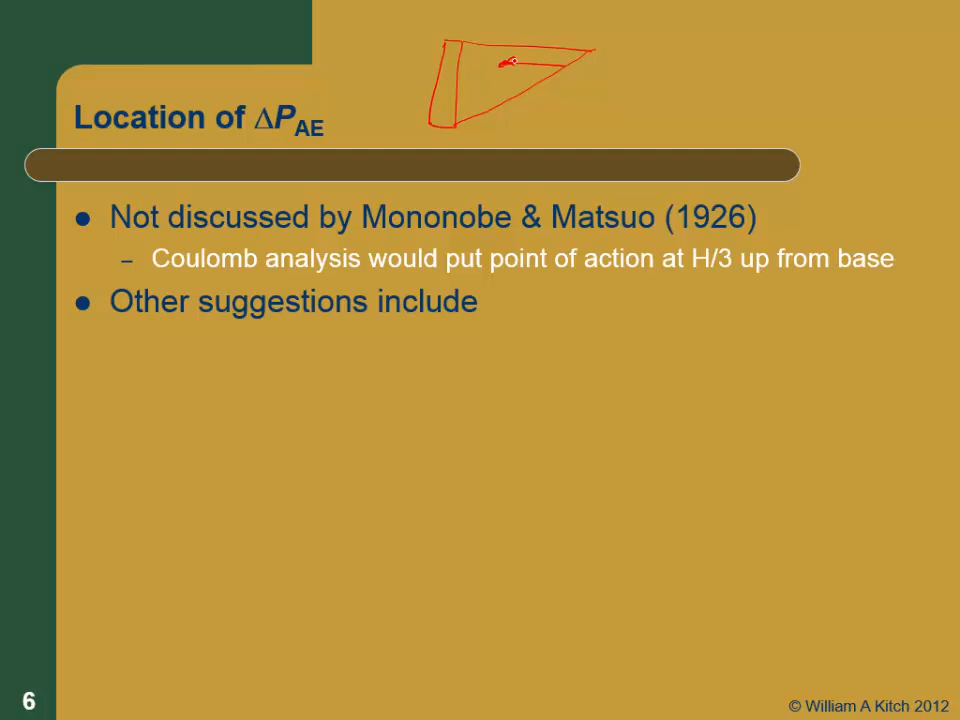 Location of ΔPAE
Not discussed by Mononobe & Matsuo (1926)
– Coulomb analysis would put point of action at H/3 up from base
Other suggestions include
6
© William A Kitch 2012